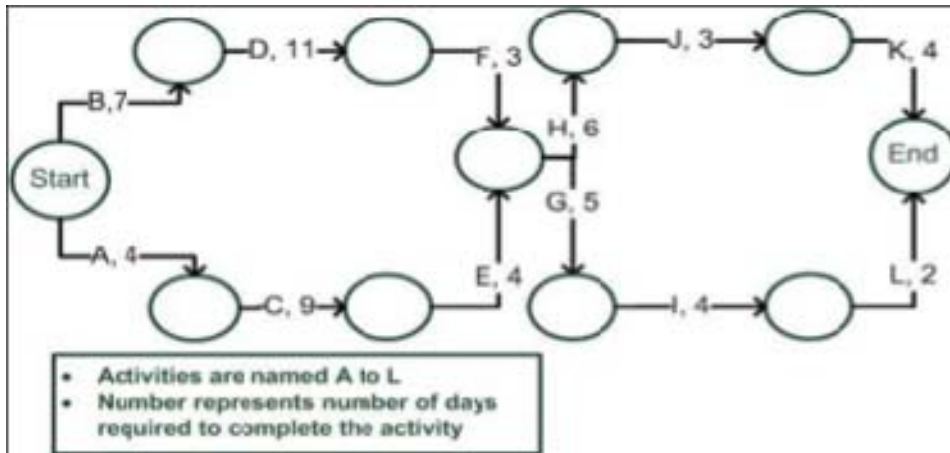 D, 11
F, 3
J, 3
K, 4
B,7
H, 6
Start
End
G, 5
A, 4
E, 4
L, 2
C, 9
I, 4
• Activities are named A to L
• Number represents number of days
required to complete the activity